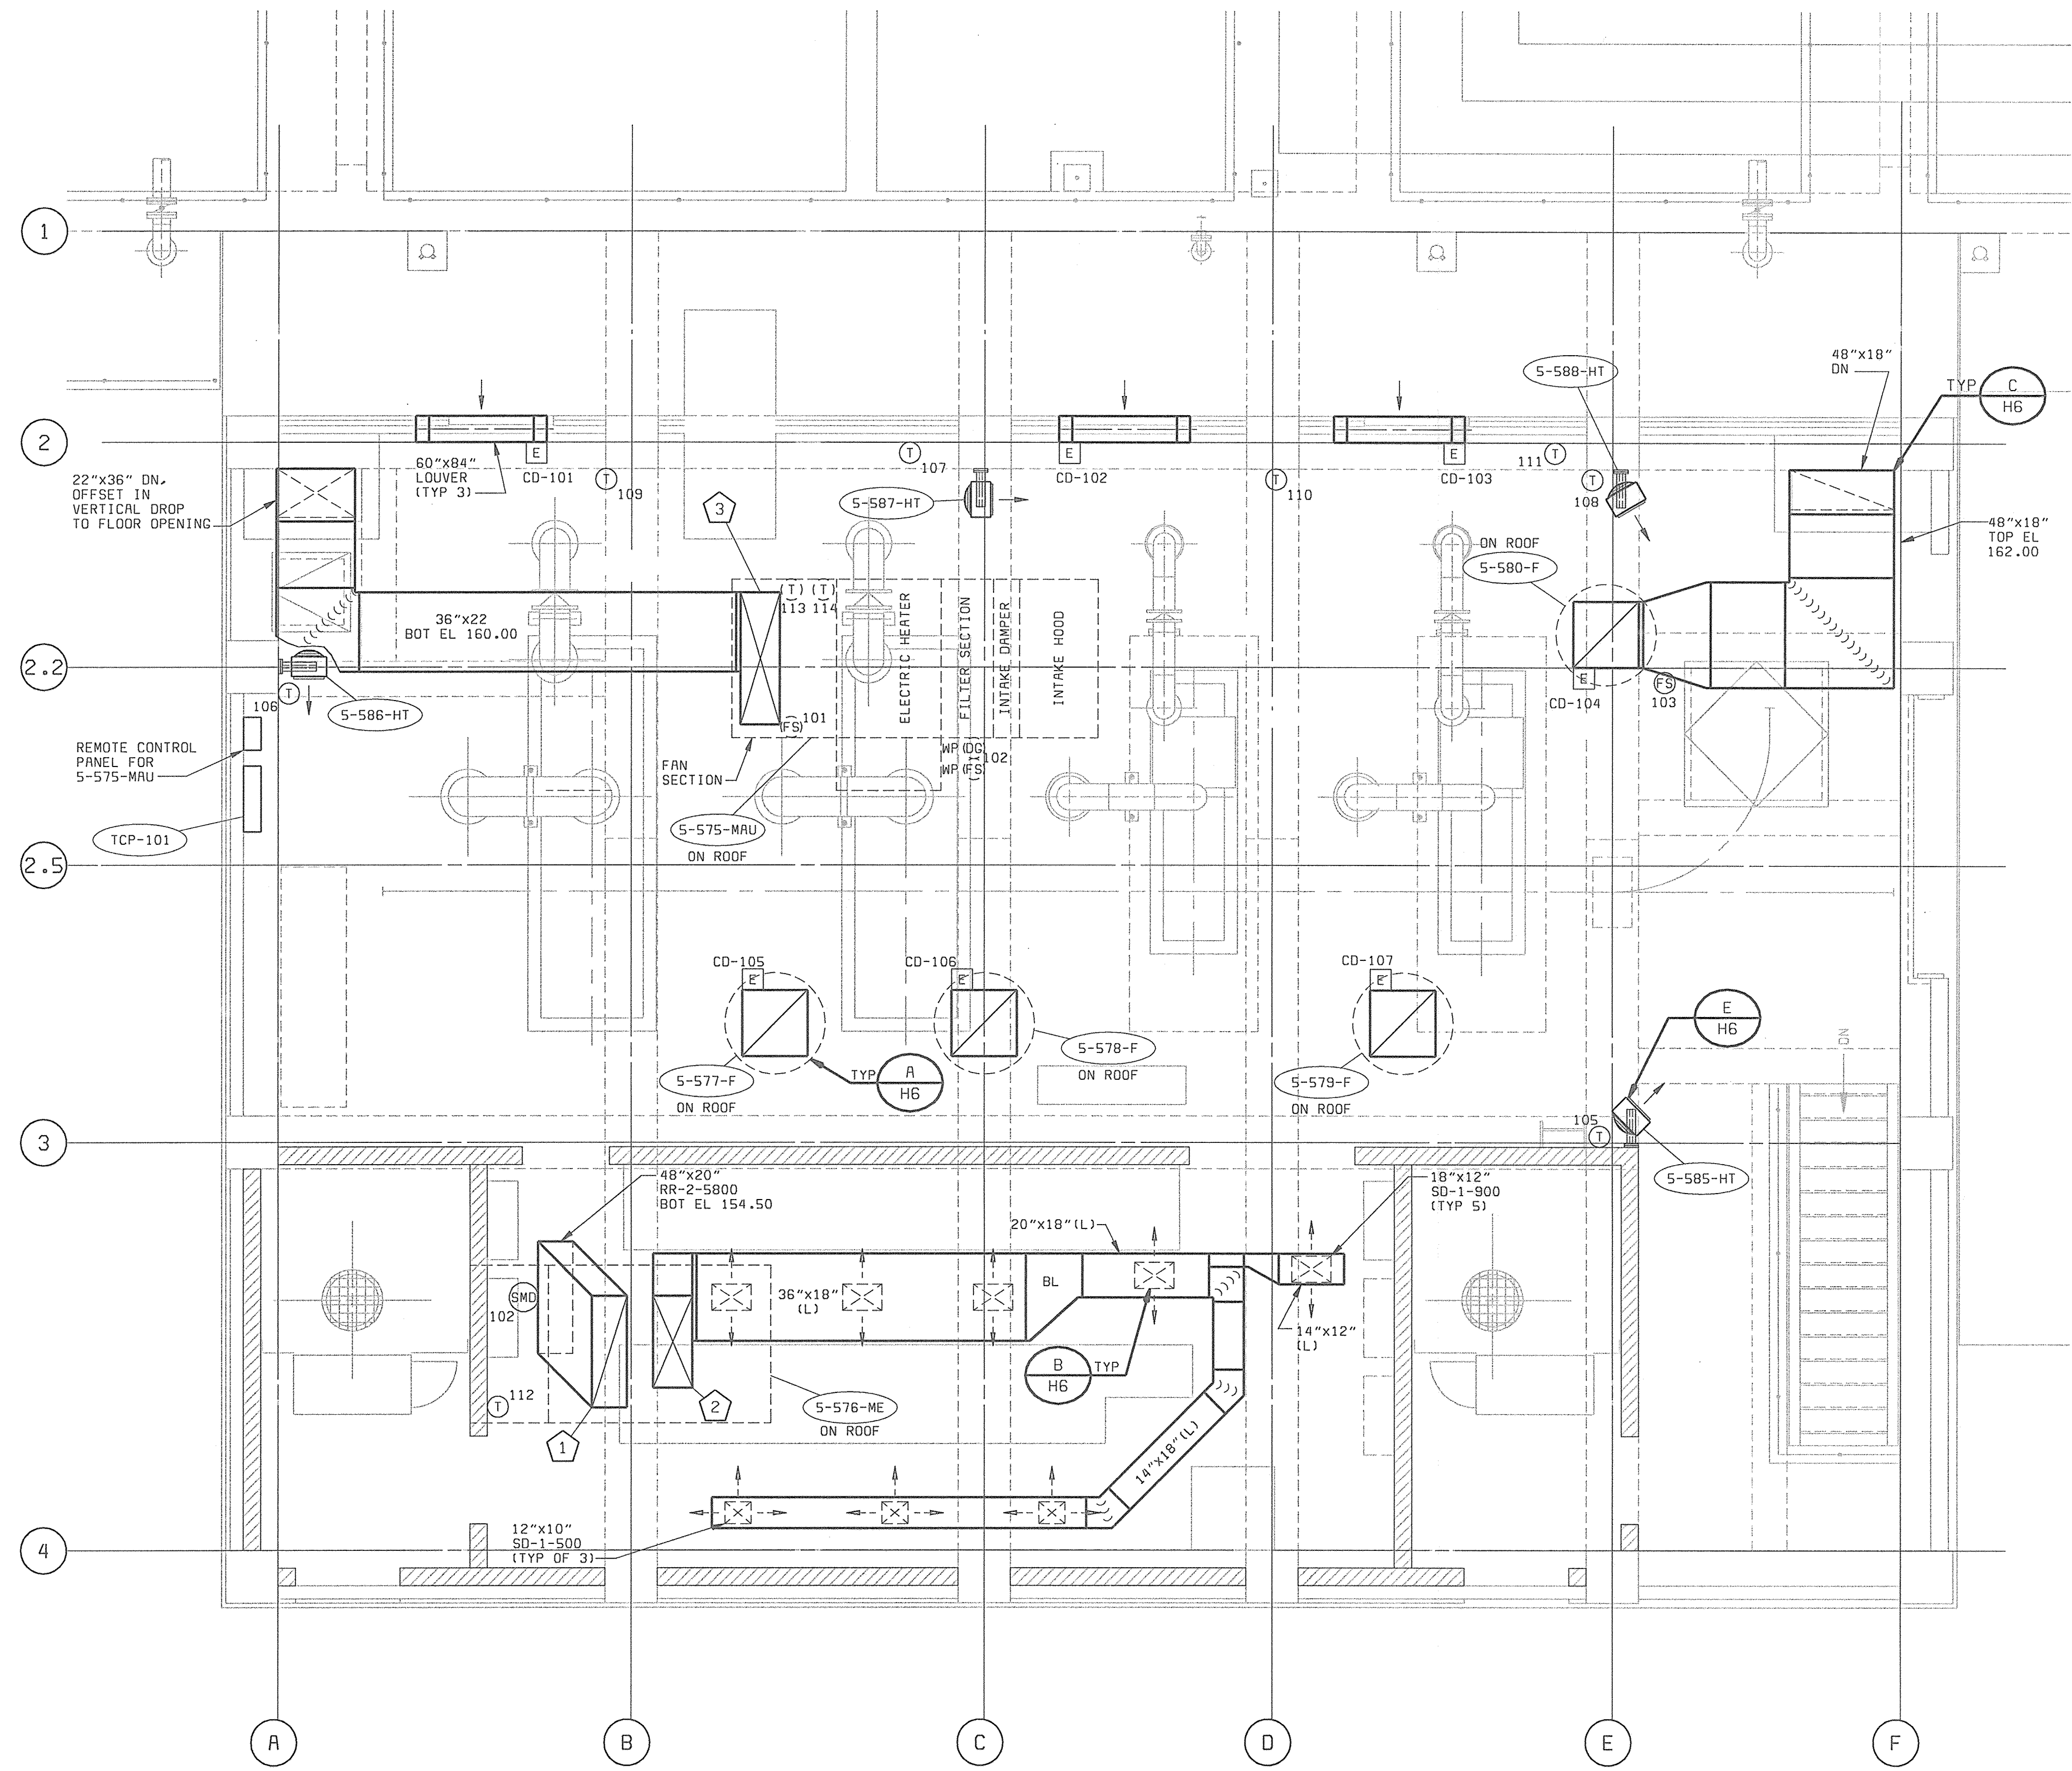 1
48"x18"
DN
5-588-HT
TYP
C
H6
2
E
60"x84"
LOUVER
(TYP 3)
CD-101
T
109
T
107
E
CD-102
T
110
E
CD-103
111
T
T
108
22"x36" DN.
OFFSET IN
VERTICAL DROP
TO FLOOR OPENING
5-587-HT
3
48"x18"
TOP EL
162.00
ON ROOF
5-580-F
36"x22
BOT EL 160.00
(T) (T)
113 114
ELECTRIC HEATER
FILTER SECTION
INTAKE DAMPER
INTAKE HOOD
2.2
T
106
5-586-HT
(FS)
101
E
CD-104
FS
103
REMOTE CONTROL
PANEL FOR
5-575-MAU
FAN
SECTION
WP (DG)
WP (FS)
102
TCP-101
5-575-MAU
ON ROOF
2.5
CD-105
E
CD-106
E
CD-107
E
E
H6
DN
5-577-F
ON ROOF
TYP
A
H6
5-578-F
ON ROOF
5-579-F
ON ROOF
3
105
T
5-585-HT
48"x20"
RR-2-5800
BOT EL 154.50
18"x12"
SD-1-900
(TYP 5)
20"x18"(L)
SMD
102
36"x18"
(L)
BL
14"x12"
(L)
B
H6
TYP
T
112
1
2
5-576-ME
ON ROOF
14"x18"(L)
12"x10"
SD-1-500
(TYP OF 3)
4
A
B
C
D
E
F